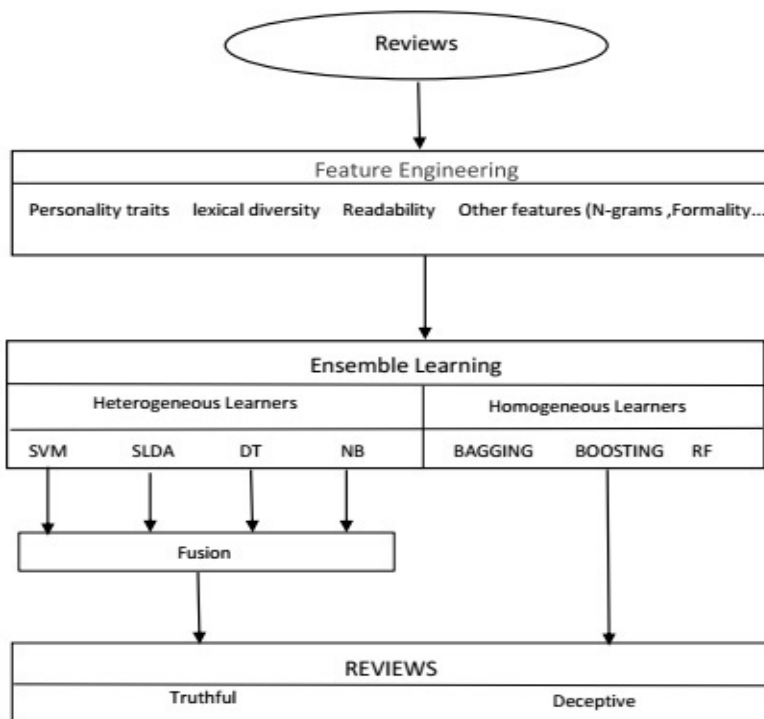 Reviews
Feature Engineering
Personality traits lexical diversity Readability Other features (N-grams ,Formality...
Ensemble Learning
Heterogeneous Learners Homogeneous Learners
SVM SLDA DT NB BAGGING BOOSTING RF
Fusion
REVIEWS
Truthful Deceptive